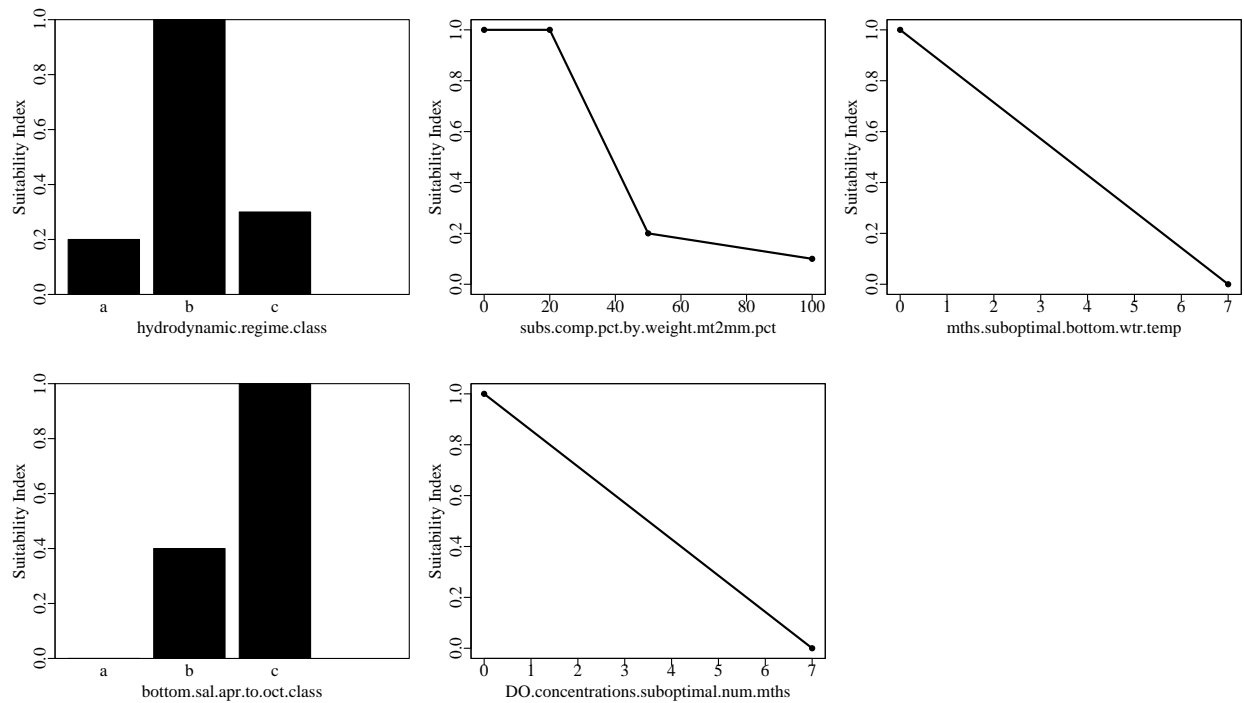 Suitability Index
0.0 0.2 0.4 0.6 0.8 1.0
a b c
hydrodynamic.regime.class
Suitability Index
0.0 0.2 0.4 0.6 0.8 1.0
0 20 40 60 80 100
subs.comp.pct.by.weight.mt2mm.pct
Suitability Index
0.0 0.2 0.4 0.6 0.8 1.0
0 1 2 3 4 5 6 7
mths.suboptimal.bottom.wtr.temp
Suitability Index
0.0 0.2 0.4 0.6 0.8 1.0
a b c
bottom.sal.apr.to.oct.class
Suitability Index
0.0 0.2 0.4 0.6 0.8 1.0
0 1 2 3 4 5 6 7
DO.concentrations.suboptimal.num.mths